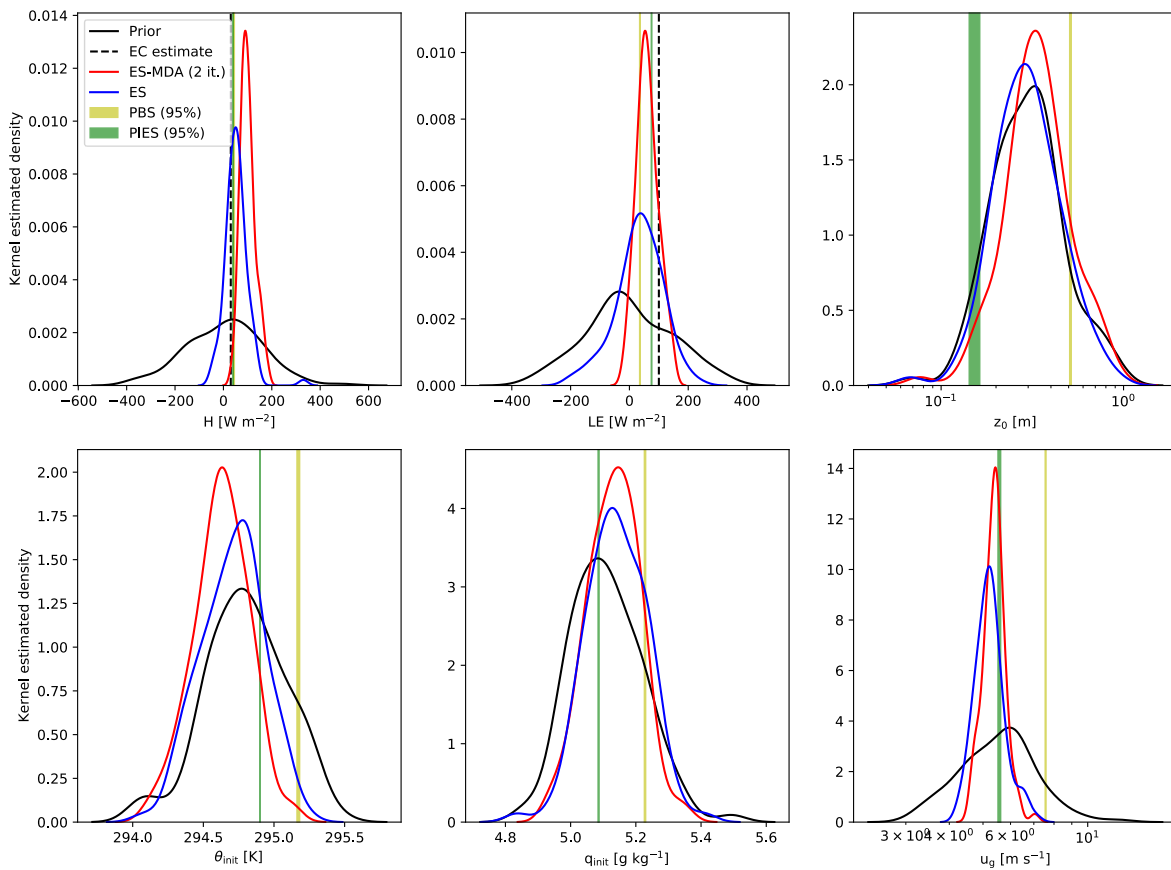 Prior
EC estimate
ES-MDA (2 it.)
ES
PBS (95%)
PIES (95%)
Kernel estimated density
0.014
0.012
0.010
0.008
0.006
0.004
0.002
0.000
−600 −400 −200 0 200 400 600
H [W m⁻²]
0.010
0.008
0.006
0.004
0.002
0.000
−400 −200 0 200 400
LE [W m⁻²]
2.0
1.5
1.0
0.5
0.0
10⁻¹ 10⁰
z₀ [m]
Kernel estimated density
2.00
1.75
1.50
1.25
1.00
0.75
0.50
0.25
0.00
294.0 294.5 295.0 295.5
θ_init [K]
4
3
2
1
0
4.8 5.0 5.2 5.4 5.6
q_init [g kg⁻¹]
14
12
10
8
6
4
2
0
3 × 10⁰ 4 × 10⁰ 6 × 10⁰ 10¹
u_g [m s⁻¹]